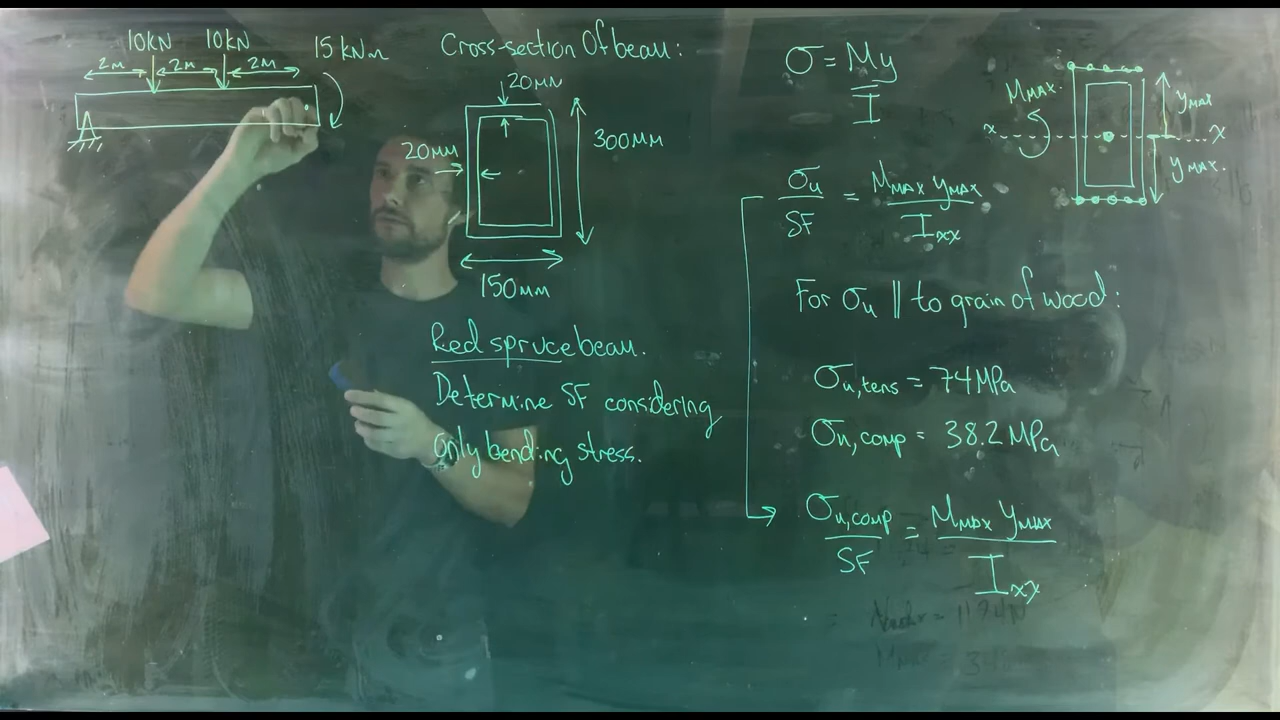 10kN 10kN 15 kNm
2m 2m 2m
Cross-section Of beam:
20mm
300mm
20mm
150mm
Red spruce beam.
Determine SF considering
only bending stress.
σ = My
I
σu = Mmax ymax
SF Ixx
For σu ∥ to grain of wood:
σu,tens = 74MPa
σu,comp = 38.2 MPa
σu,comp = Mmax ymax
SF Ixx
Mmax.
ymax
x x
ymax.